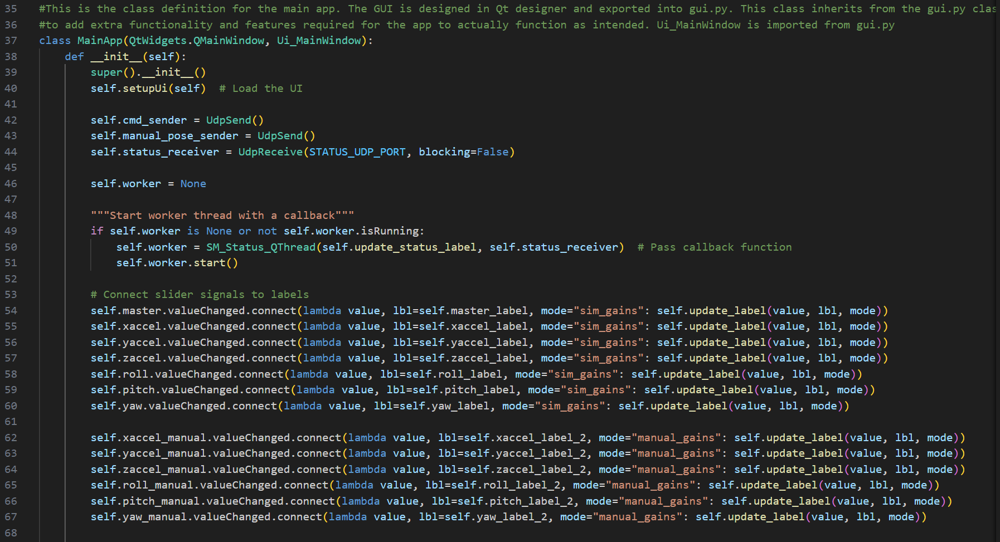 35 #This is the class definition for the main app. The GUI is designed in Qt designer and exported into gui.py. This class inherits from the gui.py clas
36 #to add extra functionality and features required for the app to actually function as intended. Ui_MainWindow is imported from gui.py
37 class MainApp(QtWidgets.QMainWindow, Ui_MainWindow):
38     def __init__(self):
39         super().__init__()
40         self.setupUi(self)  # Load the UI
41
42         self.cmd_sender = UdpSend()
43         self.manual_pose_sender = UdpSend()
44         self.status_receiver = UdpReceive(STATUS_UDP_PORT, blocking=False)
45
46         self.worker = None
47
48         """Start worker thread with a callback"""
49         if self.worker is None or not self.worker.isRunning:
50             self.worker = SM_Status_QThread(self.update_status_label, self.status_receiver)  # Pass callback function
51             self.worker.start()
52
53         # Connect slider signals to labels
54         self.master.valueChanged.connect(lambda value, lbl=self.master_label, mode="sim_gains": self.update_label(value, lbl, mode))
55         self.xaccel.valueChanged.connect(lambda value, lbl=self.xaccel_label, mode="sim_gains": self.update_label(value, lbl, mode))
56         self.yaccel.valueChanged.connect(lambda value, lbl=self.yaccel_label, mode="sim_gains": self.update_label(value, lbl, mode))
57         self.zaccel.valueChanged.connect(lambda value, lbl=self.zaccel_label, mode="sim_gains": self.update_label(value, lbl, mode))
58         self.roll.valueChanged.connect(lambda value, lbl=self.roll_label, mode="sim_gains": self.update_label(value, lbl, mode))
59         self.pitch.valueChanged.connect(lambda value, lbl=self.pitch_label, mode="sim_gains": self.update_label(value, lbl, mode))
60         self.yaw.valueChanged.connect(lambda value, lbl=self.yaw_label, mode="sim_gains": self.update_label(value, lbl, mode))
61
62         self.xaccel_manual.valueChanged.connect(lambda value, lbl=self.xaccel_label_2, mode="manual_gains": self.update_label(value, lbl, mode))
63         self.yaccel_manual.valueChanged.connect(lambda value, lbl=self.yaccel_label_2, mode="manual_gains": self.update_label(value, lbl, mode))
64         self.zaccel_manual.valueChanged.connect(lambda value, lbl=self.zaccel_label_2, mode="manual_gains": self.update_label(value, lbl, mode))
65         self.roll_manual.valueChanged.connect(lambda value, lbl=self.roll_label_2, mode="manual_gains": self.update_label(value, lbl, mode))
66         self.pitch_manual.valueChanged.connect(lambda value, lbl=self.pitch_label_2, mode="manual_gains": self.update_label(value, lbl, mode))
67         self.yaw_manual.valueChanged.connect(lambda value, lbl=self.yaw_label_2, mode="manual_gains": self.update_label(value, lbl, mode))
68